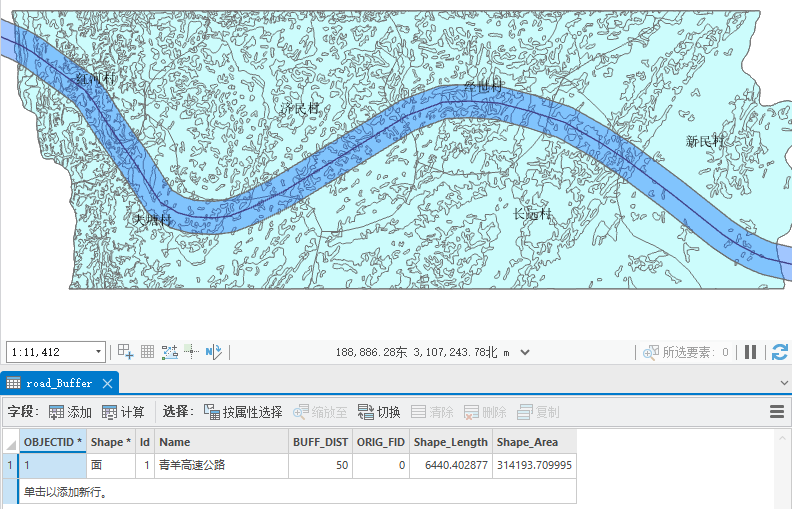 红河村
经世村
济民村
新民村
大塘村
长远村
1:11,412
188,886.28东 3,107,243.78北 m
所选要素: 0
road_Buffer
字段: 添加 计算 选择: 按属性选择 缩放至 切换 清除 删除 复制
OBJECTID * Shape * Id Name BUFF_DIST ORIG_FID Shape_Length Shape_Area
1 1 面 1 青羊高速公路 50 0 6440.402877 314193.709995
单击以添加新行。